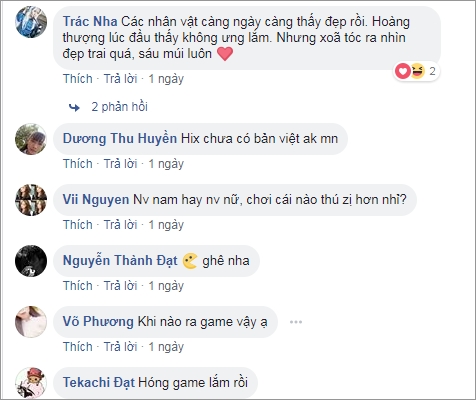 Trác Nha Các nhân vật càng ngày càng thấy đẹp rồi. Hoàng
thượng lúc đầu thấy không ưng lắm. Nhưng xoã tóc ra nhìn
đẹp trai quá, sáu múi luôn ❤
2
Thích · Trả lời · 1 ngày
2 phản hồi
Dương Thu Huyền Hix chưa có bản việt ak mn
Thích · Trả lời · 1 ngày
Vii Nguyen Nv nam hay nv nữ, chơi cái nào thú zị hơn nhỉ?
Thích · Trả lời · 1 ngày
Nguyễn Thành Đạt ghê nha
Thích · Trả lời · 1 ngày
Võ Phương Khi nào ra game vậy ạ
Thích · Trả lời · 1 ngày
Tekachi Đạt Hóng game lắm rồi